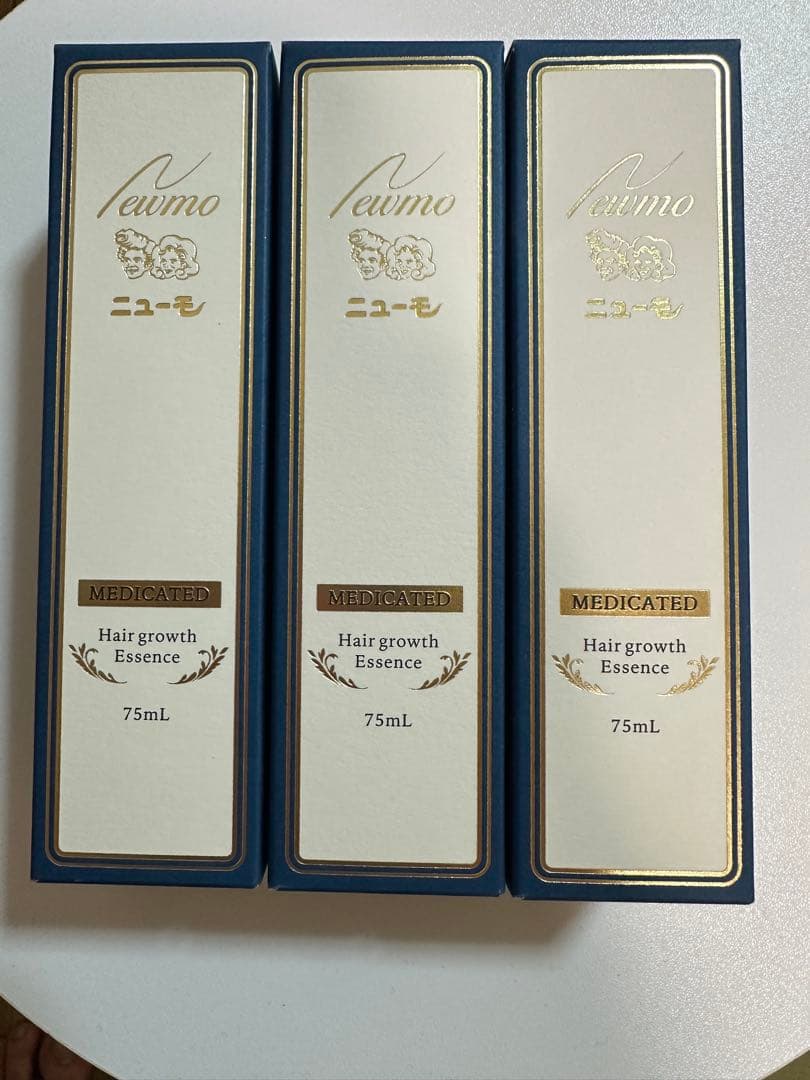 Newmo
ニューモ
MEDICATED
Hair growth
Essence
75mL
Newmo
ニューモ
MEDICATED
Hair growth
Essence
75mL
Newmo
ニューモ
MEDICATED
Hair growth
Essence
75mL